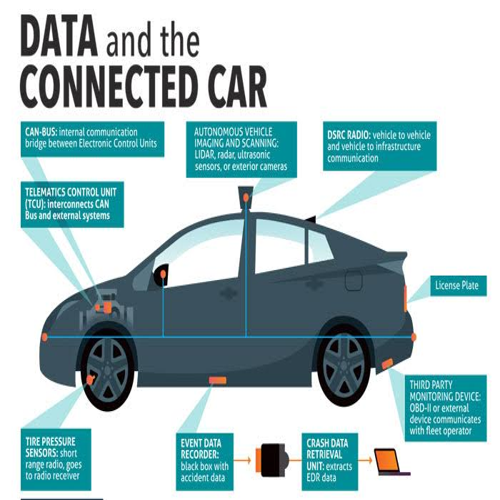 DATA and the
CONNECTED CAR
CAN-BUS: internal communication
bridge between Electronic Control Units
AUTONOMOUS VEHICLE
IMAGING AND SCANNING:
LIDAR, radar, ultrasonic
sensors, or exterior cameras
DSRC RADIO: vehicle to vehicle
and vehicle to infrastructure
communication
TELEMATICS CONTROL UNIT
(TCU): interconnects CAN
Bus and external systems
License Plate
THIRD PARTY
MONITORING DEVICE:
OBD-II or external
device communicates
with fleet operator
TIRE PRESSURE
SENSORS: short
range radio, goes
to radio receiver
EVENT DATA
RECORDER:
black box with
accident data
CRASH DATA
RETRIEVAL
UNIT: extracts
EDR data